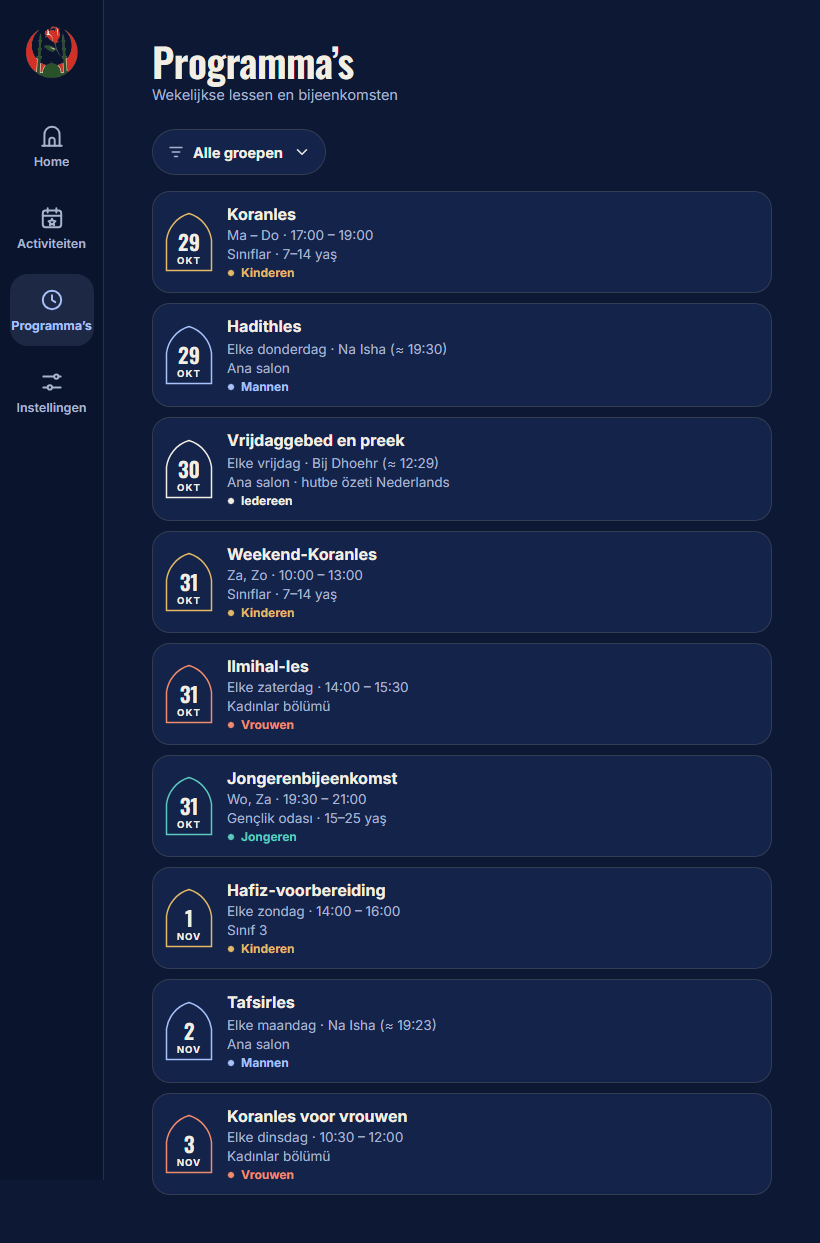 Home
Activiteiten
Programma’s
Instellingen
Programma’s
Wekelijkse lessen en bijeenkomsten
Alle groepen
29
OKT
Koranles
Ma – Do · 17:00 – 19:00
Sınıflar · 7–14 yaş
Kinderen
29
OKT
Hadithles
Elke donderdag · Na Isha (≈ 19:30)
Ana salon
Mannen
30
OKT
Vrijdaggebed en preek
Elke vrijdag · Bij Dhoehr (≈ 12:29)
Ana salon · hutbe özeti Nederlands
Iedereen
31
OKT
Weekend-Koranles
Za, Zo · 10:00 – 13:00
Sınıflar · 7–14 yaş
Kinderen
31
OKT
Ilmihal-les
Elke zaterdag · 14:00 – 15:30
Kadınlar bölümü
Vrouwen
31
OKT
Jongerenbijeenkomst
Wo, Za · 19:30 – 21:00
Gençlik odası · 15–25 yaş
Jongeren
1
NOV
Hafiz-voorbereiding
Elke zondag · 14:00 – 16:00
Sınıf 3
Kinderen
2
NOV
Tafsirles
Elke maandag · Na Isha (≈ 19:23)
Ana salon
Mannen
3
NOV
Koranles voor vrouwen
Elke dinsdag · 10:30 – 12:00
Kadınlar bölümü
Vrouwen